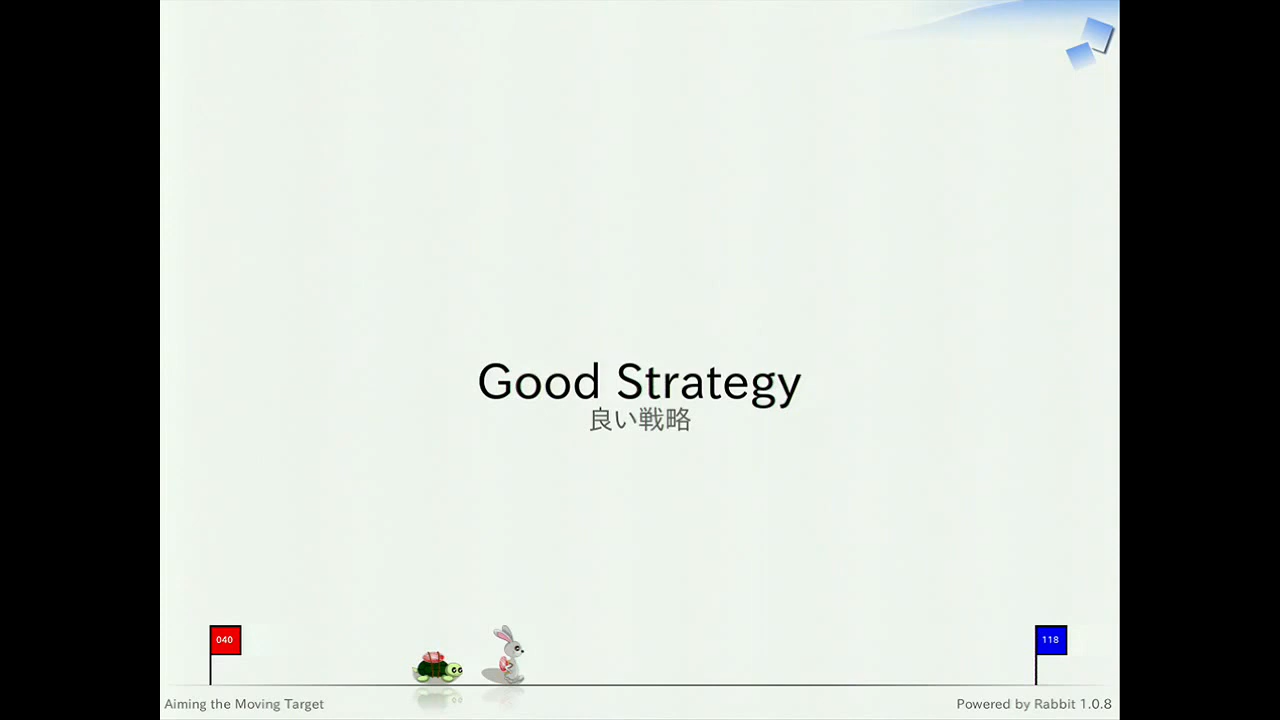 Good Strategy
良い戦略
040
118
Aiming the Moving Target
Powered by Rabbit 1.0.8